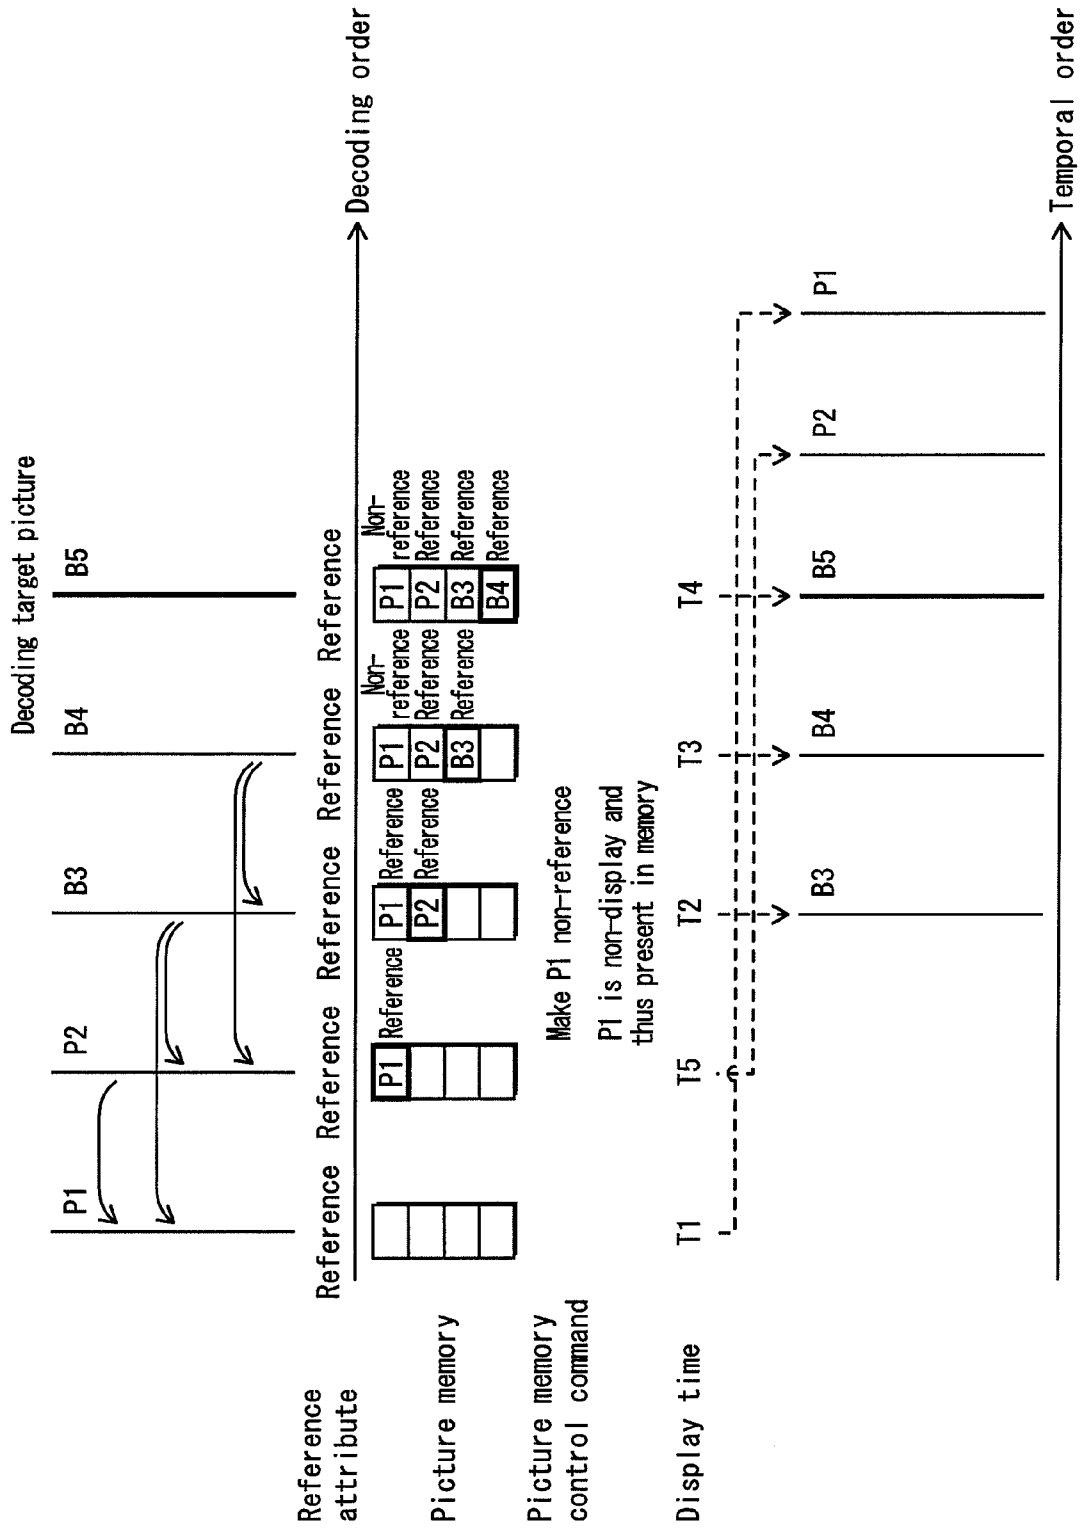 Decoding target picture
P1
P2
B3
B4
B5
Reference
attribute
Reference
Reference
Reference
Reference
Reference
Decoding order
Picture memory
P1
Reference
P1
Reference
P2
Reference
P1
Non-
reference
P2
Reference
B3
Reference
P1
Non-
reference
P2
Reference
B3
Reference
B4
Reference
Picture memory
control command
Make P1 non-reference
P1 is non-display and
thus present in memory
Display time
T1
T5
T2
T3
T4
B3
B4
B5
P2
P1
Temporal order